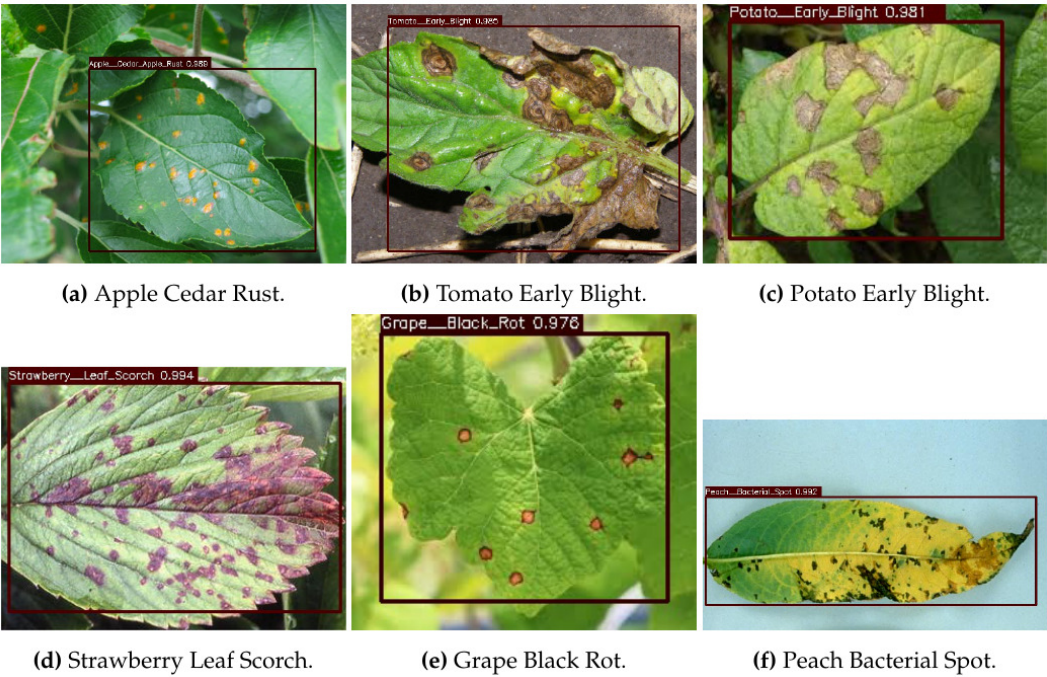 Apple__Cedar_Apple_Rust 0.989
Tomato__Early_Blight 0.985
Potato__Early_Blight 0.981
(a) Apple Cedar Rust.
(b) Tomato Early Blight.
(c) Potato Early Blight.
Strawberry__Leaf_Scorch 0.994
Grape__Black_Rot 0.976
Peach__Bacterial_Spot 0.992
(d) Strawberry Leaf Scorch.
(e) Grape Black Rot.
(f) Peach Bacterial Spot.